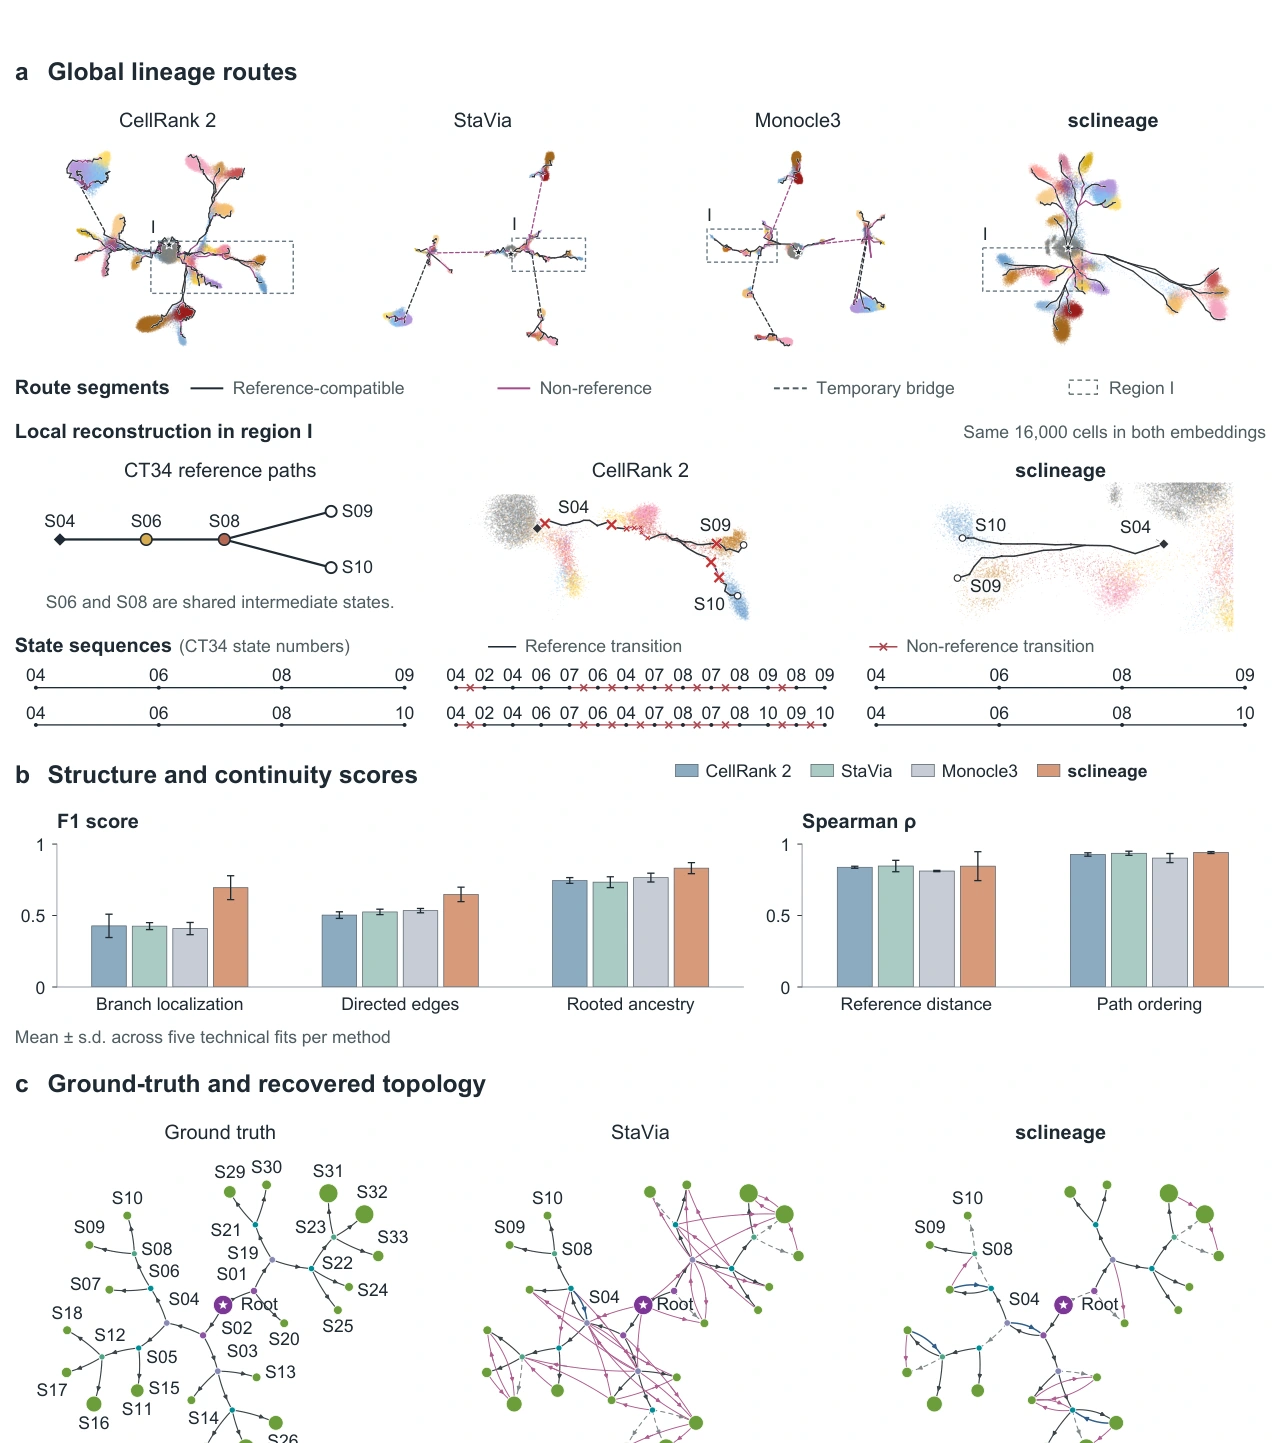 a Global lineage routes
CellRank 2 StaVia Monocle3 sclineage
I I I I
Route segments Reference-compatible Non-reference Temporary bridge Region I
Local reconstruction in region I Same 16,000 cells in both embeddings
CT34 reference paths CellRank 2 sclineage
S04 S06 S08 S09 S10
S04 S09 S10
S10 S04 S09
S06 and S08 are shared intermediate states.
State sequences (CT34 state numbers) Reference transition Non-reference transition
04 06 08 09 04 02 04 06 07 06 04 07 08 07 08 09 08 09 04 06 08 09
04 06 08 10 04 02 04 06 07 06 04 07 08 07 08 10 09 10 04 06 08 10
b Structure and continuity scores CellRank 2 StaVia Monocle3 sclineage
F1 score Spearman ρ
1 1
0.5 0.5
0 0
Branch localization Directed edges Rooted ancestry Reference distance Path ordering
Mean ± s.d. across five technical fits per method
c Ground-truth and recovered topology
Ground truth StaVia sclineage
S29 S30 S31
S10 S32
S09 S21 S23 S33
S08 S19
S06 S01 S22
S07 S04 Root S24
S18 S02 S25
S12 S05 S03 S20
S17 S15 S13
S16 S11 S14
S26
S10
S09 S08
S04 Root
S10
S09 S08
S04 Root